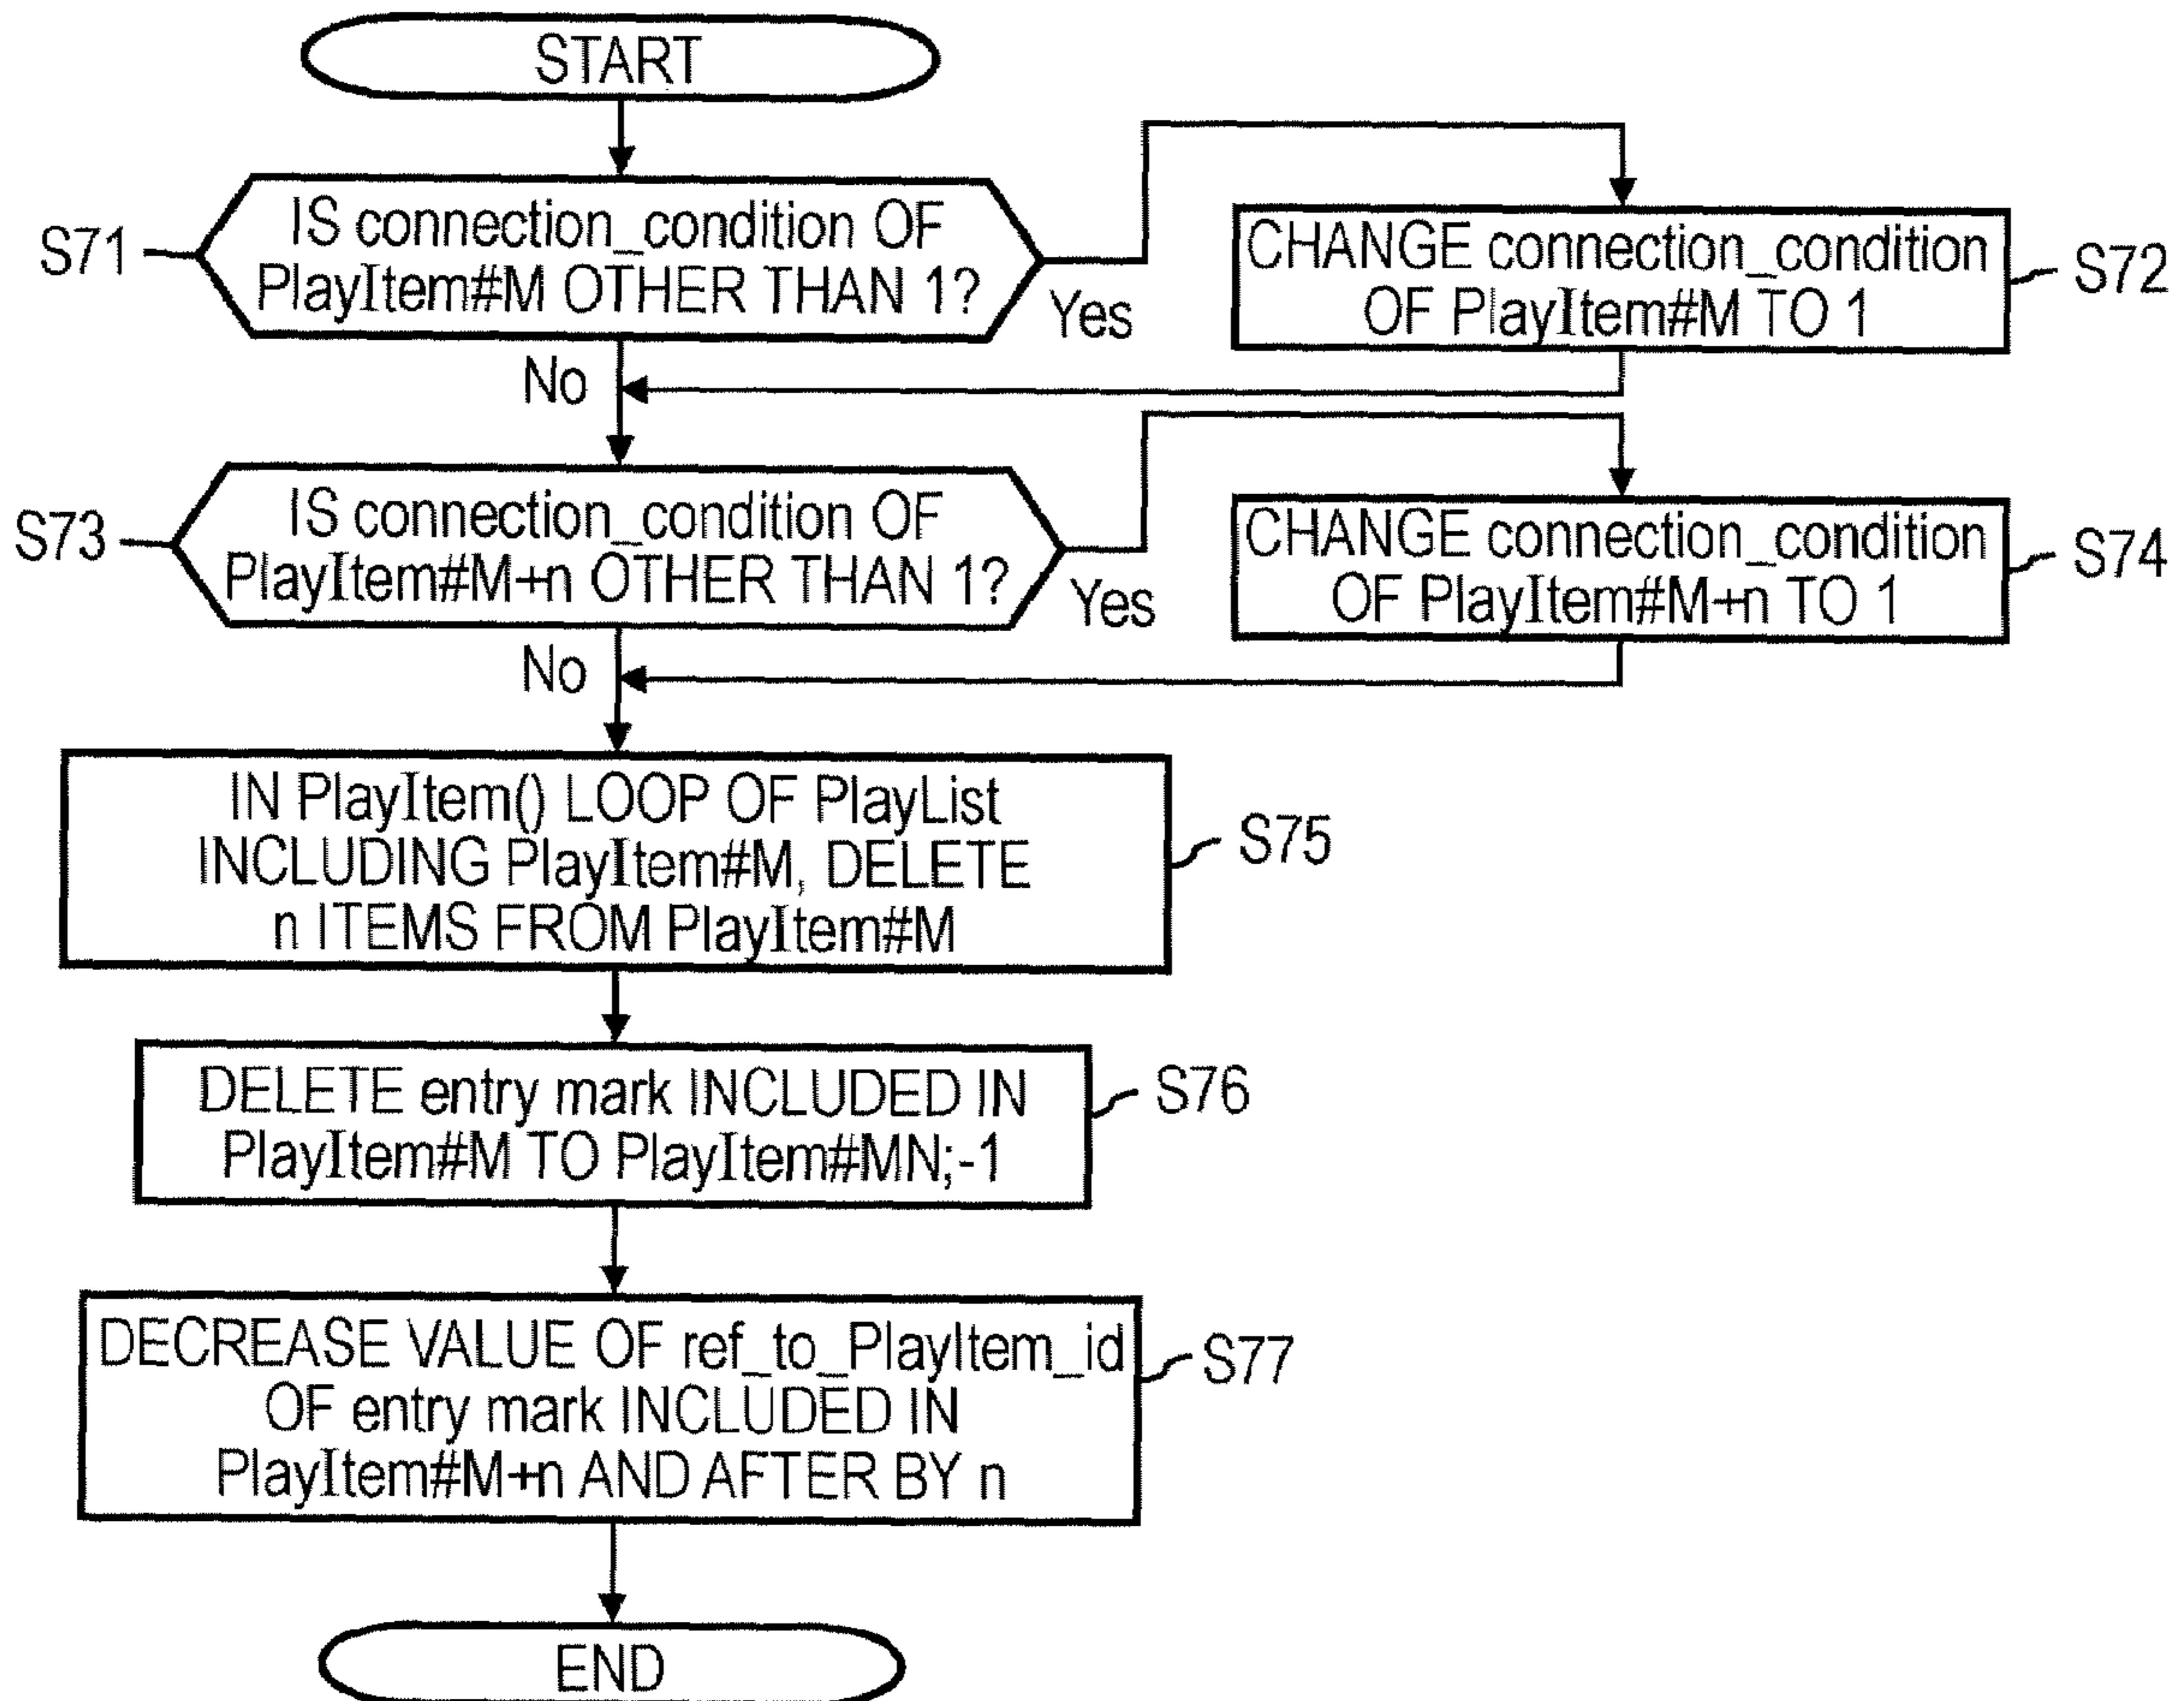 START
S71
IS connection_condition OF
PlayItem#M OTHER THAN 1?
Yes
No
CHANGE connection_condition
OF PlayItem#M TO 1
S72
S73
IS connection_condition OF
PlayItem#M+n OTHER THAN 1?
Yes
No
CHANGE connection_condition
OF PlayItem#M+n TO 1
S74
IN PlayItem() LOOP OF PlayList
INCLUDING PlayItem#M, DELETE
n ITEMS FROM PlayItem#M
S75
DELETE entry mark INCLUDED IN
PlayItem#M TO PlayItem#MN;-1
S76
DECREASE VALUE OF ref_to_PlayItem_id
OF entry mark INCLUDED IN
PlayItem#M+n AND AFTER BY n
S77
END